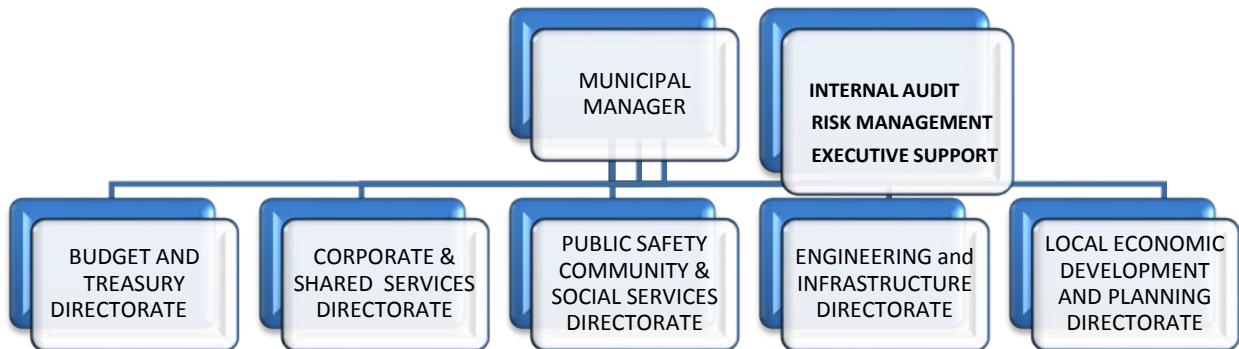 MUNICIPAL
MANAGER
INTERNAL AUDIT
RISK MANAGEMENT
EXECUTIVE SUPPORT
BUDGET AND
TREASURY
DIRECTORATE
CORPORATE &
SHARED SERVICES
DIRECTORATE
PUBLIC SAFETY
COMMUNITY &
SOCIAL SERVICES
DIRECTORATE
ENGINEERING and
INFRASTRUCTURE
DIRECTORATE
LOCAL ECONOMIC
DEVELOPMENT
AND PLANNING
DIRECTORATE